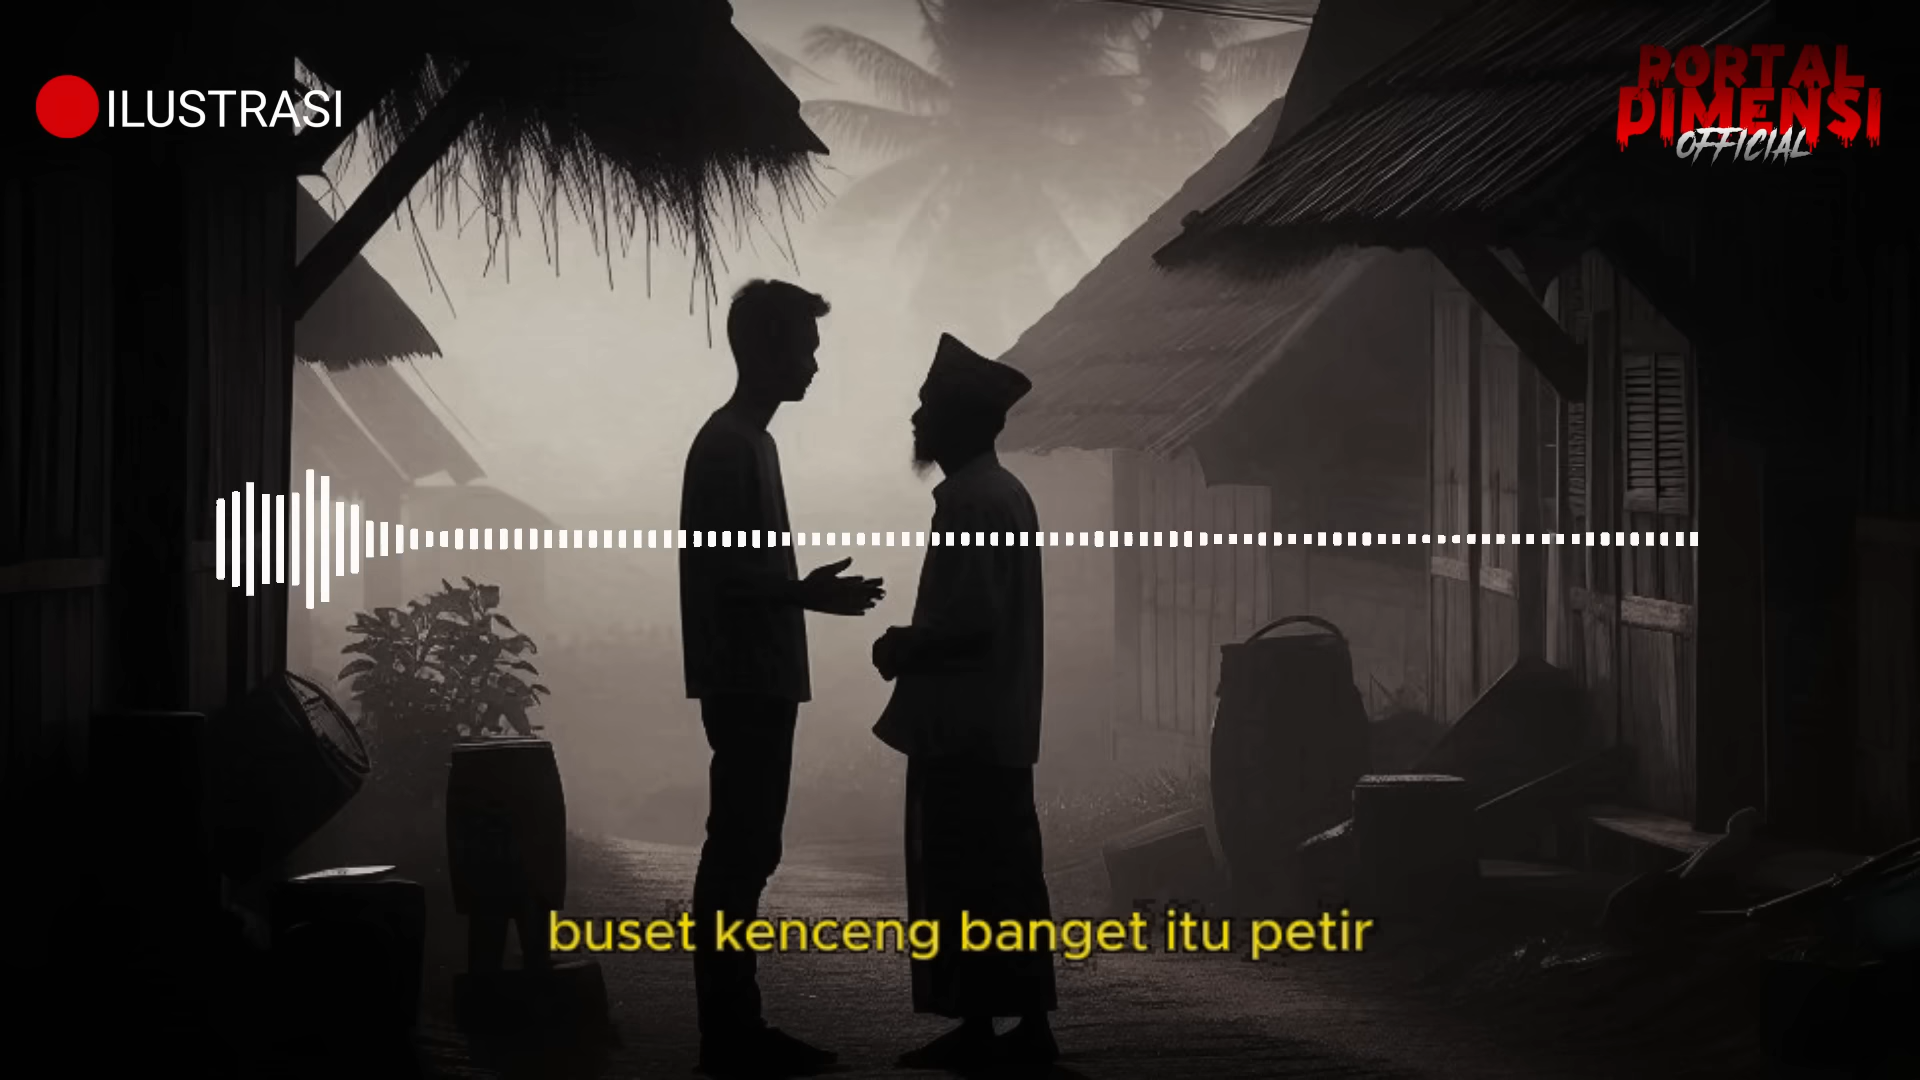 ILUSTRASI
PORTAL
DIMENSI
OFFICIAL
buset kenceng banget itu petir